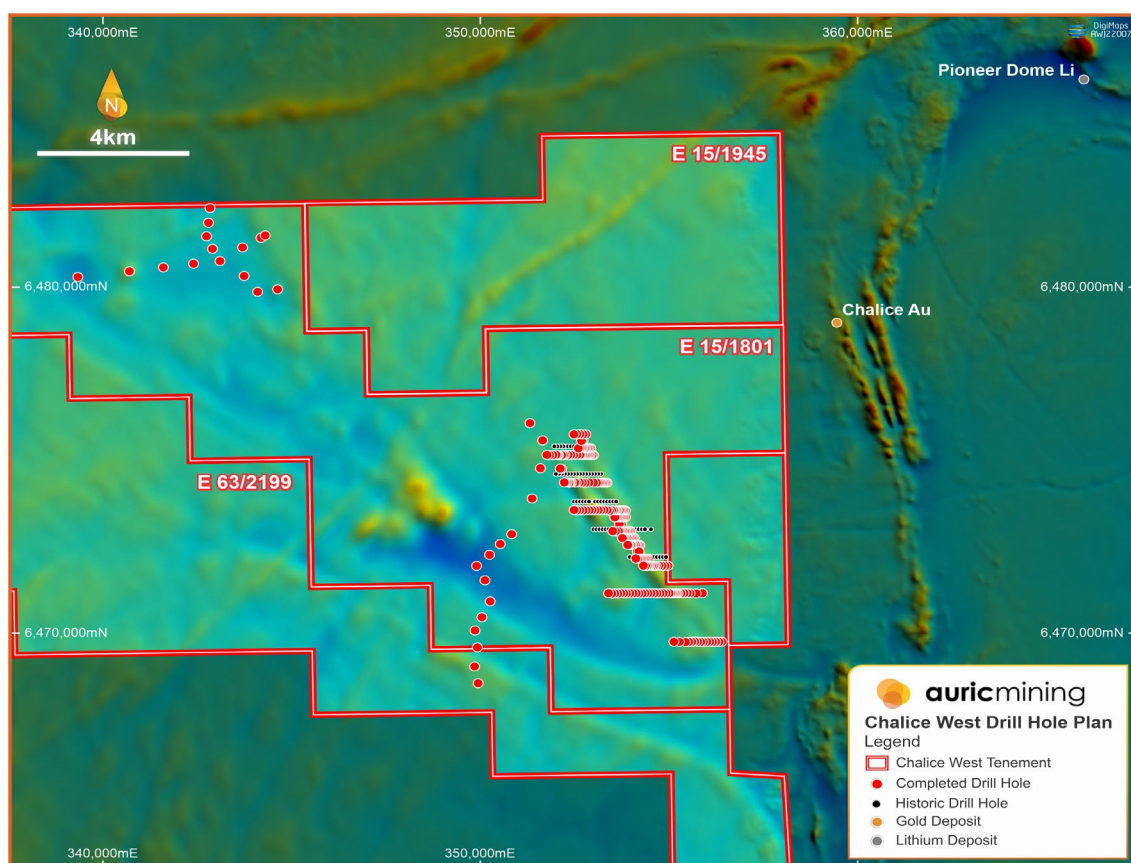 340,000mE
350,000mE
360,000mE
DigiMaps
AWJ22007
Pioneer Dome Li
N
4km
E 15/1945
6,480,000mN
6,480,000mN
Chalice Au
E 15/1801
E 63/2199
6,470,000mN
6,470,000mN
auricmining
Chalice West Drill Hole Plan
Legend
Chalice West Tenement
Completed Drill Hole
Historic Drill Hole
Gold Deposit
Lithium Deposit
340,000mE
350,000mE